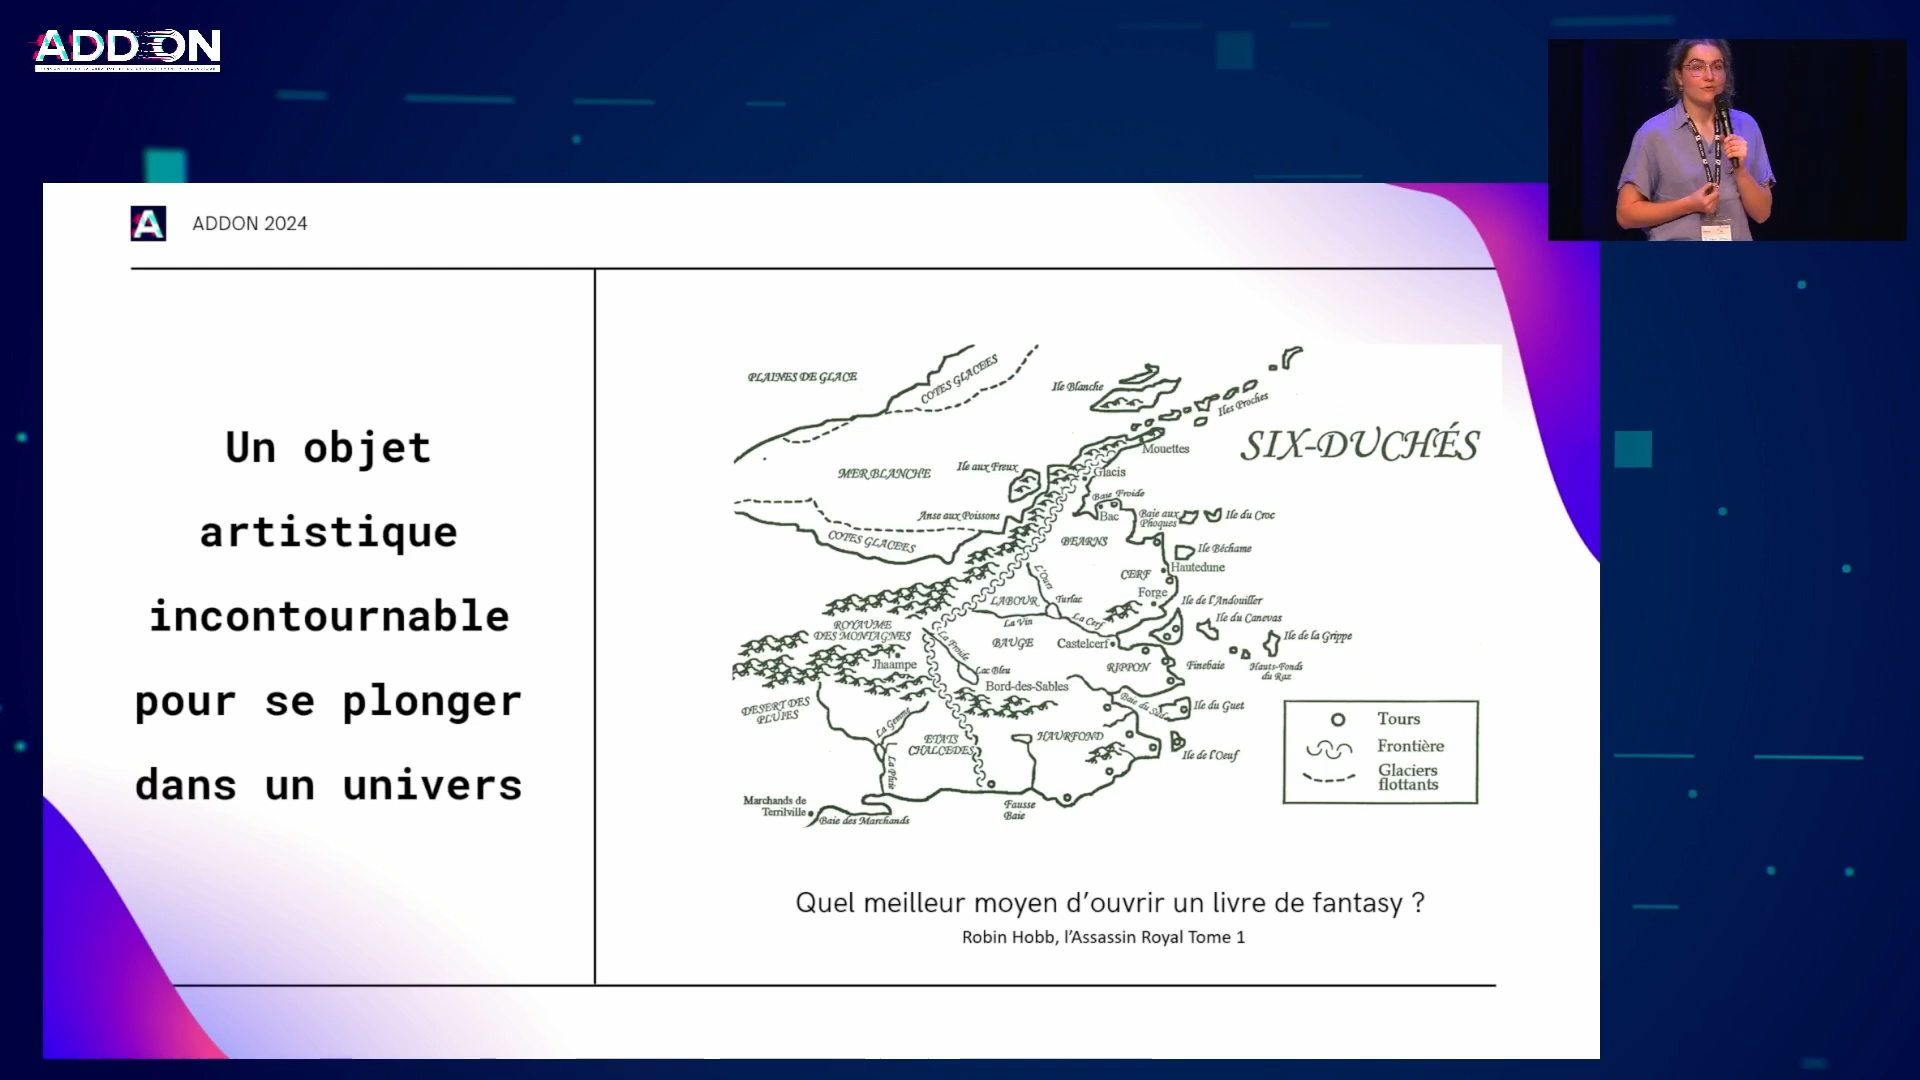 ADDON
ADDON 2024
Un objet
artistique
incontournable
pour se plonger
dans un univers
PLAINES DE GLACE
COTES GLACEES
Ile Blanche
Iles Proches
SIX-DUCHÉS
Mouettes
MER BLANCHE
Ile aux Freux
Glacis
Baie Froide
Anse aux Poissons
Bac
Baie aux
Phoques
Ile du Croc
COTES GLACEES
BEARNS
Ile Béchame
CERF
Hautedune
L'Ours
Forge
LABOUR
Turlac
Ile de l'Andouiller
La Vin
La Cerf
Ile du Canevas
ROYAUME
DES MONTAGNES
La Froide
BAUGE
Castelcerf
Ile de la Grippe
Jhaampe
Lac Bleu
RIPPON
Finebaie
Hauts-Fonds
du Raz
Bord-des-Sables
DESERT DES
PLUIES
La Gemme
Baie du Sud
Ile du Guet
ETATS
CHALCEDES
HAURFOND
Ile de l'Oeuf
La Pluie
Marchands de
Terrilville
Baie des Marchands
Fausse
Baie
Tours
Frontière
Glaciers
flottants
Quel meilleur moyen d'ouvrir un livre de fantasy ?
Robin Hobb, l'Assassin Royal Tome 1